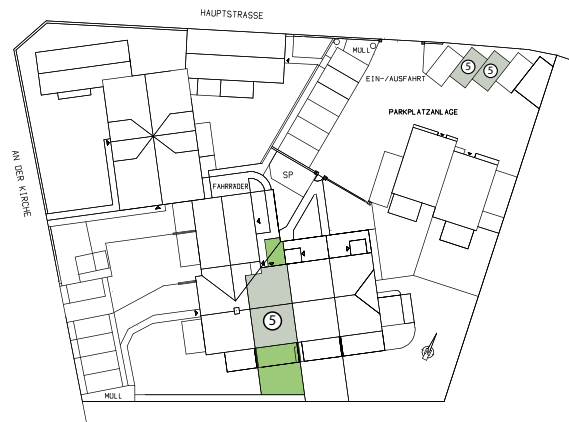 HAUPTSTRASSE
MÜLL
EIN-/AUSFAHRT
5
5
PARKPLATZANLAGE
AN DER KIRCHE
SP
FAHRRÄDER
5
MÜLL